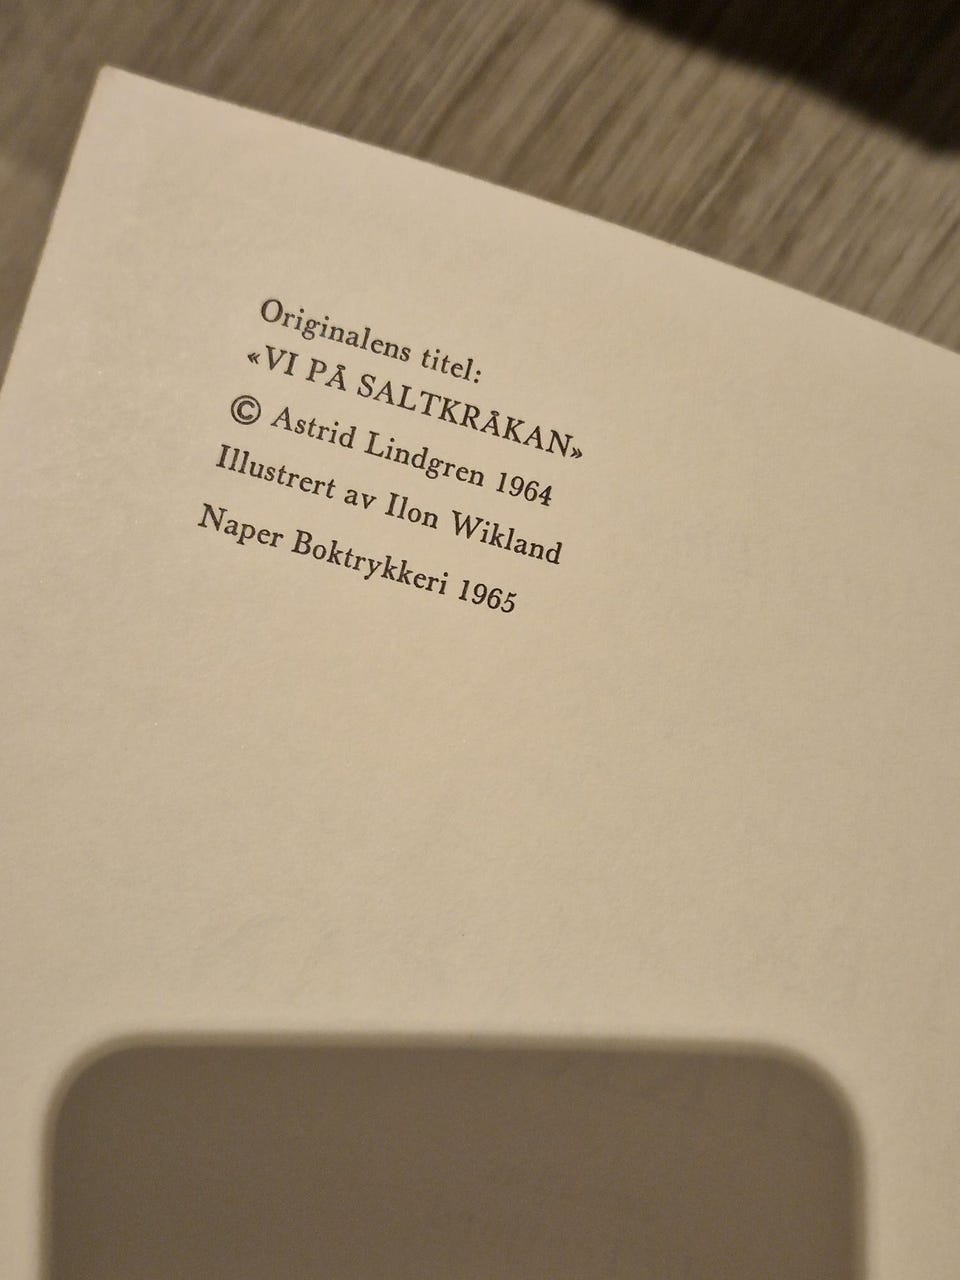 Originalens titel:
«VI PÅ SALTKRÅKAN»
© Astrid Lindgren 1964
Illustrert av Ilon Wikland
Naper Boktrykkeri 1965